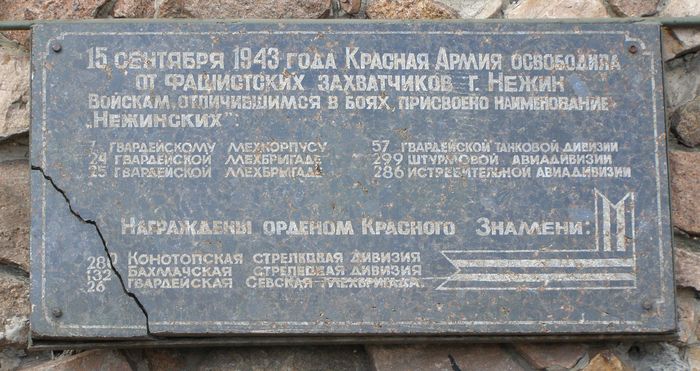 15 СЕНТЯБРЯ 1943 ГОДА КРАСНАЯ АРМИЯ ОСВОБОДИЛА
ОТ ФАШИСТСКИХ ЗАХВАТЧИКОВ Г. НЕЖИН
ВОЙСКАМ, ОТЛИЧИВШИМСЯ В БОЯХ, ПРИСВОЕНО НАИМЕНОВАНИЕ
„НЕЖИНСКИХ":
7 ГВАРДЕЙСКОМУ МЕХКОРПУСУ 57 ГВАРДЕЙСКОЙ ТАНКОВОЙ ДИВИЗИИ
24 ГВАРДЕЙСКОЙ МЕХБРИГАДЕ 299 ШТУРМОВОЙ АВИАДИВИЗИИ
25 ГВАРДЕЙСКОЙ МЕХБРИГАДЕ 286 ИСТРЕБИТЕЛЬНОЙ АВИАДИВИЗИИ
НАГРАЖДЕНЫ ОРДЕНОМ КРАСНОГО ЗНАМЕНИ:
280 КОНОТОПСКАЯ СТРЕЛЕЦКАЯ ДИВИЗИЯ
132 БАХМАЧСКАЯ СТРЕЛЕЦКАЯ ДИВИЗИЯ
26 ГВАРДЕЙСКАЯ СЕВСКАЯ МЕХБРИГАДА.